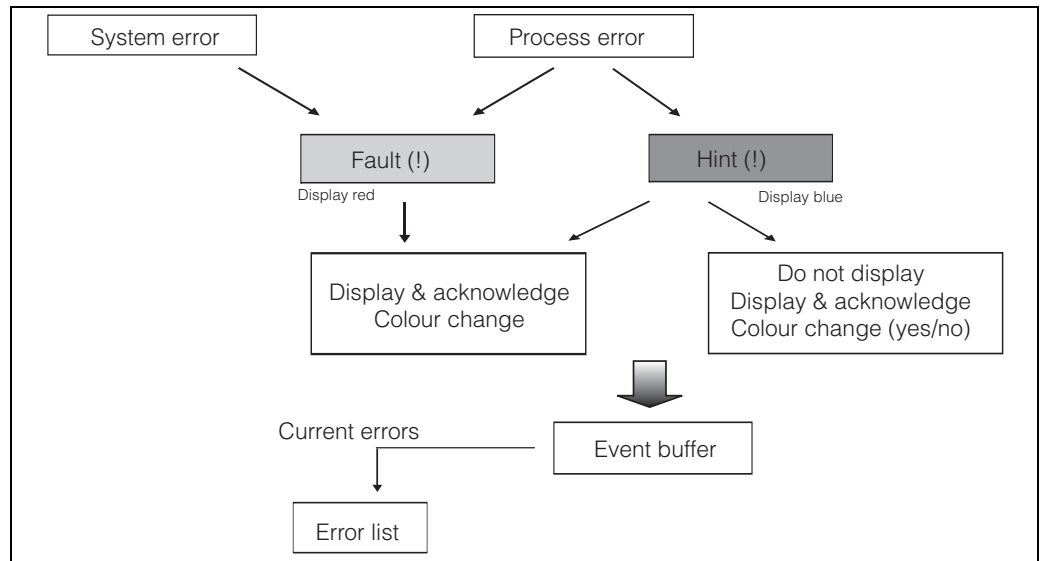 System error
Process error
Fault (!)
Hint (!)
Display red
Display blue
Display & acknowledge
Colour change
Do not display
Display & acknowledge
Colour change (yes/no)
Current errors
Event buffer
Error list